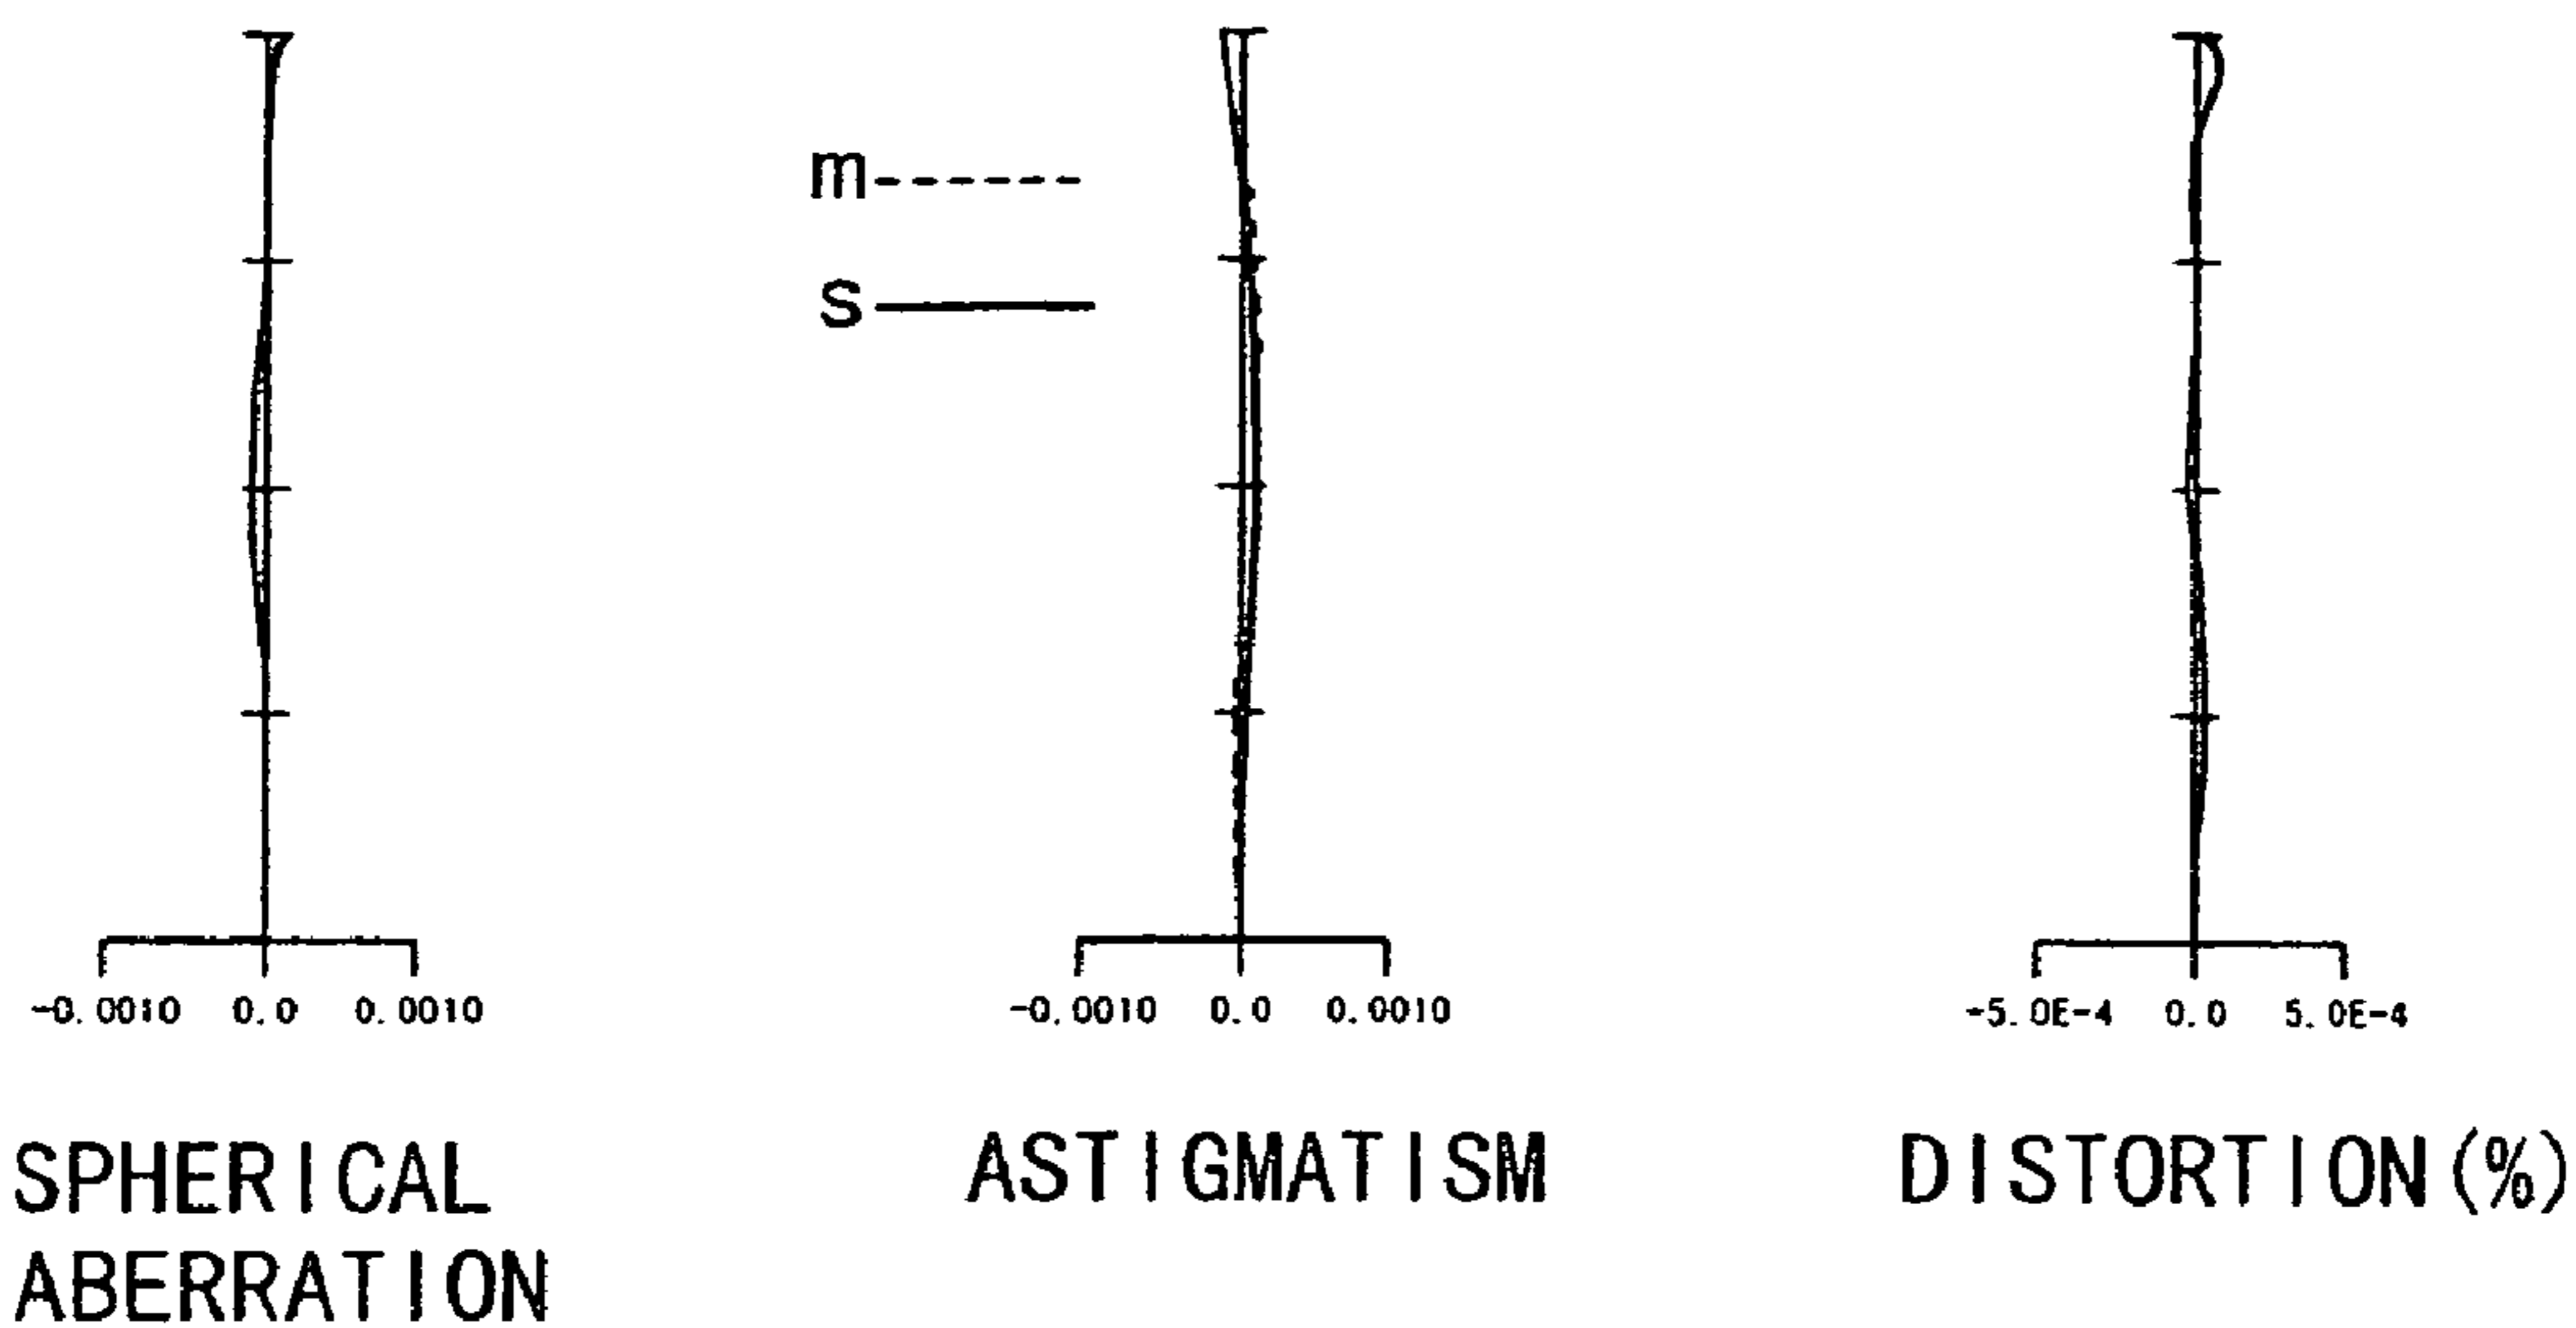 m
s
-0.0010 0.0 0.0010
-0.0010 0.0 0.0010
-5.0E-4 0.0 5.0E-4
SPHERICAL
ABERRATION
ASTIGMATISM
DISTORTION(%)